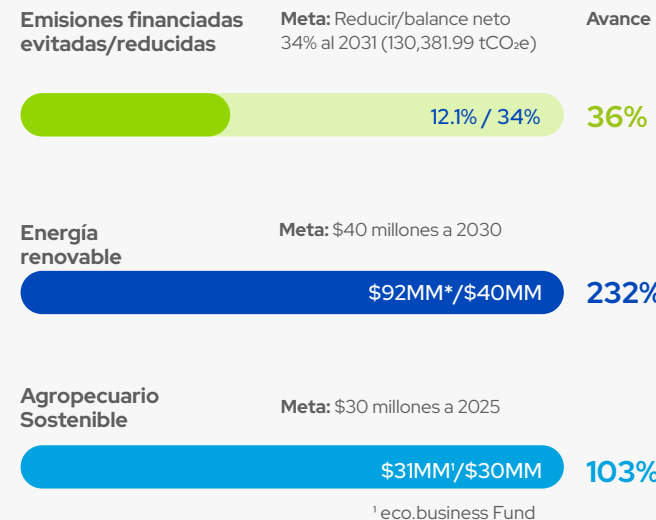 Emisiones financiadas
evitadas/reducidas
Meta: Reducir/balance neto
34% al 2031 (130,381.99 tCO₂e)
Avance
12.1% / 34%
36%
Energía
renovable
Meta: $40 millones a 2030
$92MM*/$40MM
232%
Agropecuario
Sostenible
Meta: $30 millones a 2025
$31MM¹/$30MM
103%
¹ eco.business Fund